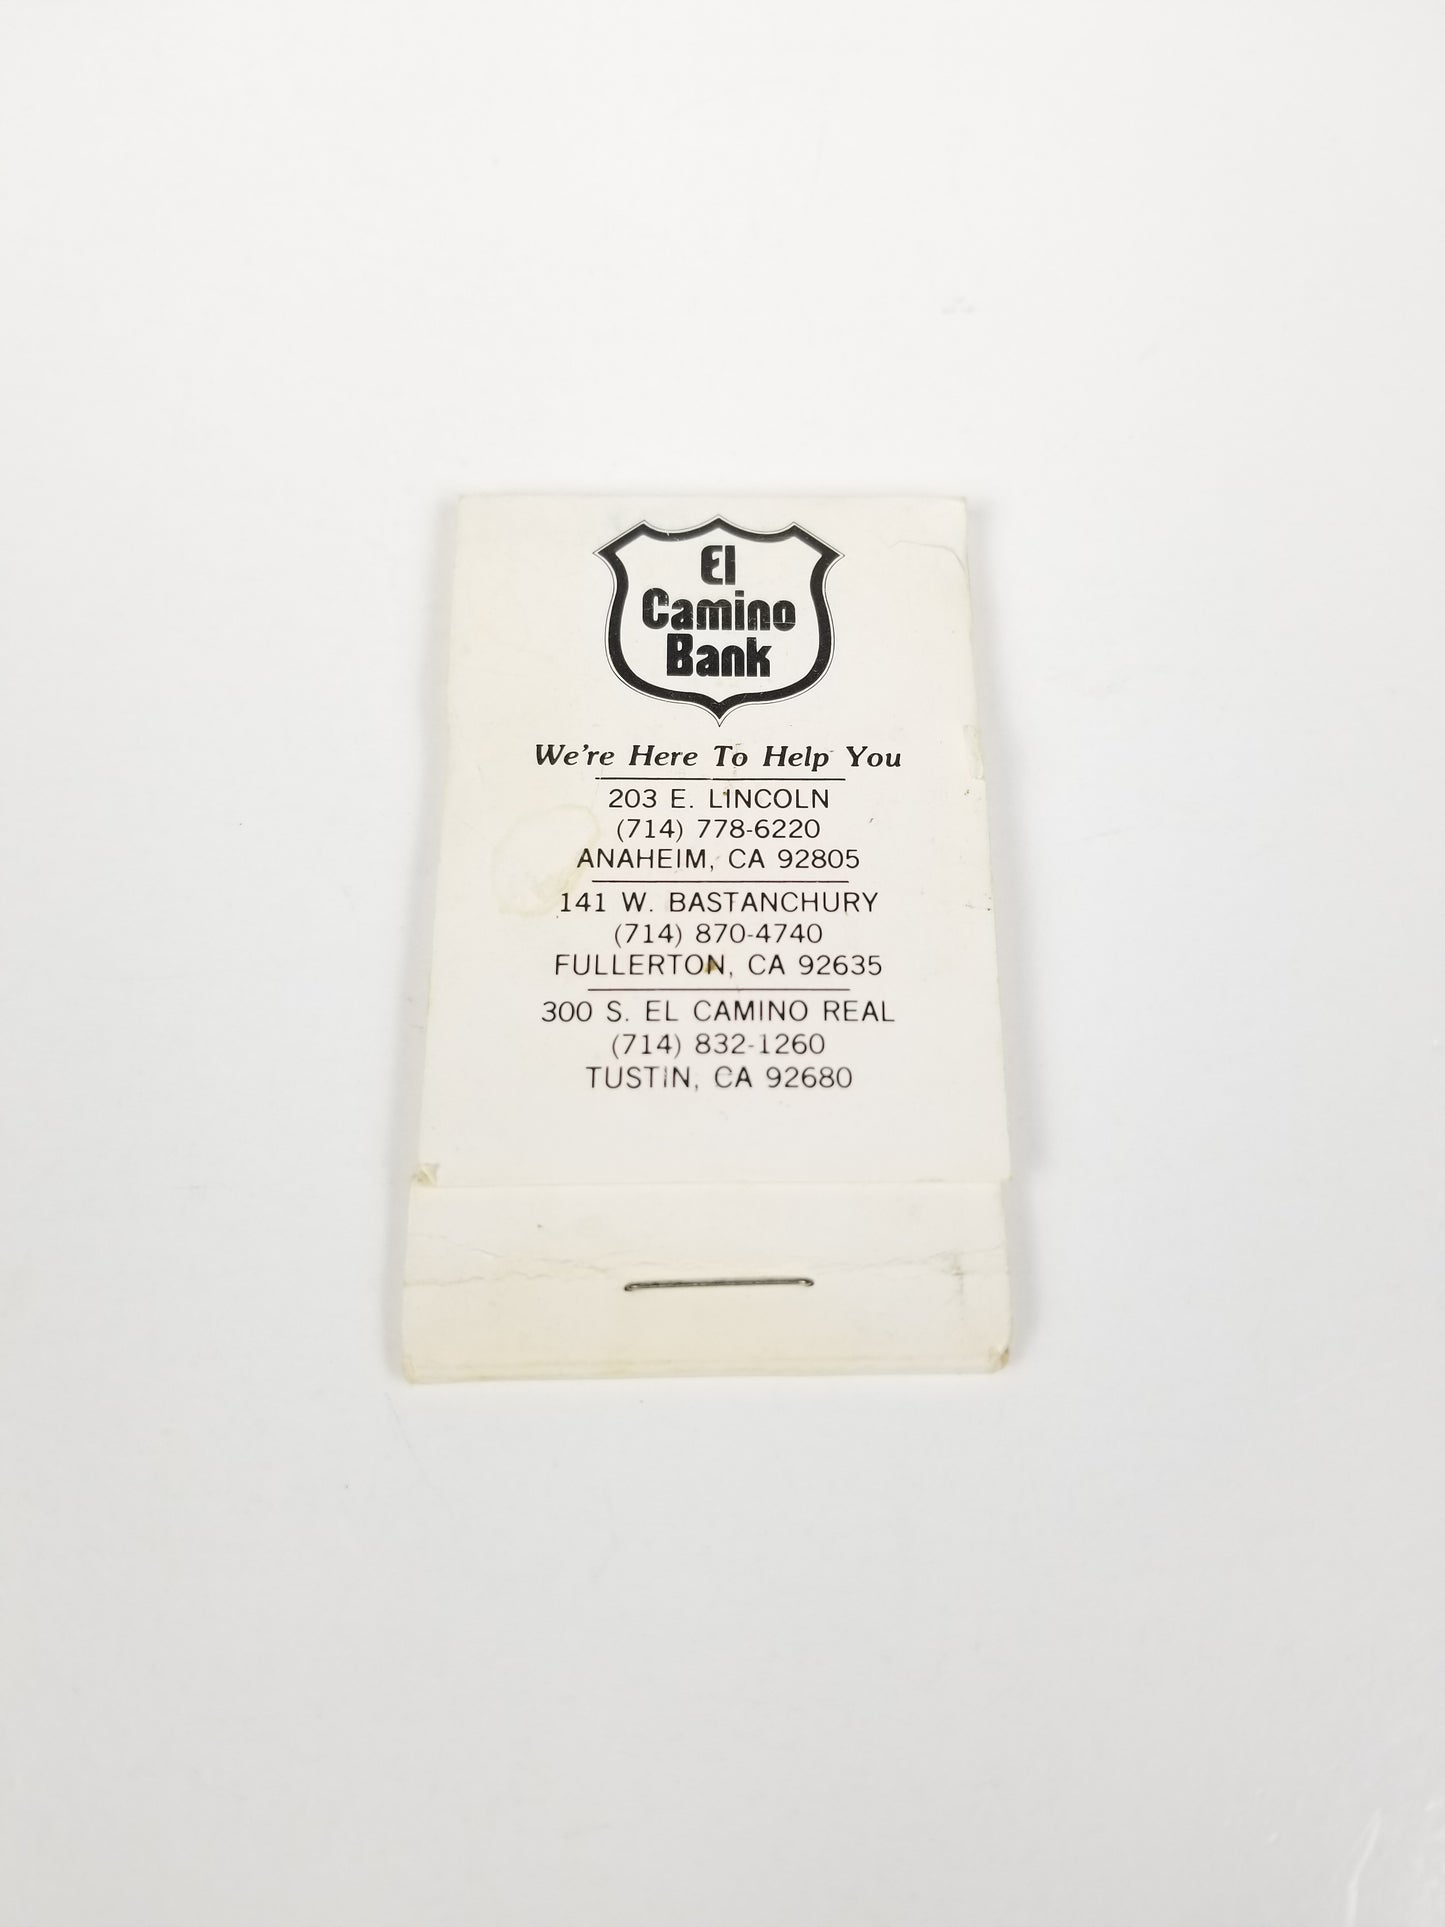 El
Camino
Bank
We're Here To Help You
203 E. LINCOLN
(714) 778-6220
ANAHEIM, CA 92805
141 W. BASTANCHURY
(714) 870-4740
FULLERTON, CA 92635
300 S. EL CAMINO REAL
(714) 832-1260
TUSTIN, CA 92680